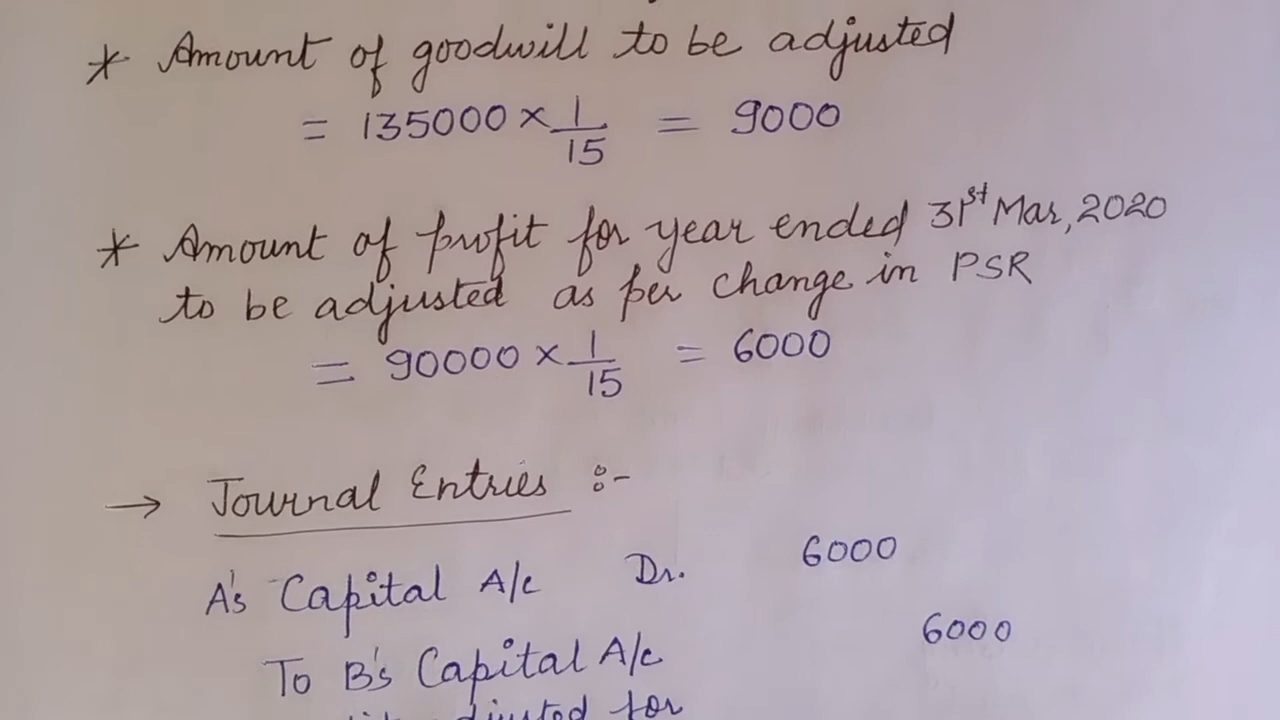 * Amount of goodwill to be adjusted
= 135000 × 1/15 = 9000
* Amount of profit for year ended 31st Mar, 2020
to be adjusted as per change in PSR
= 90000 × 1/15 = 6000
→ Journal Entries :-
A's Capital A/c Dr. 6000
To B's Capital A/c 6000
adjusted for